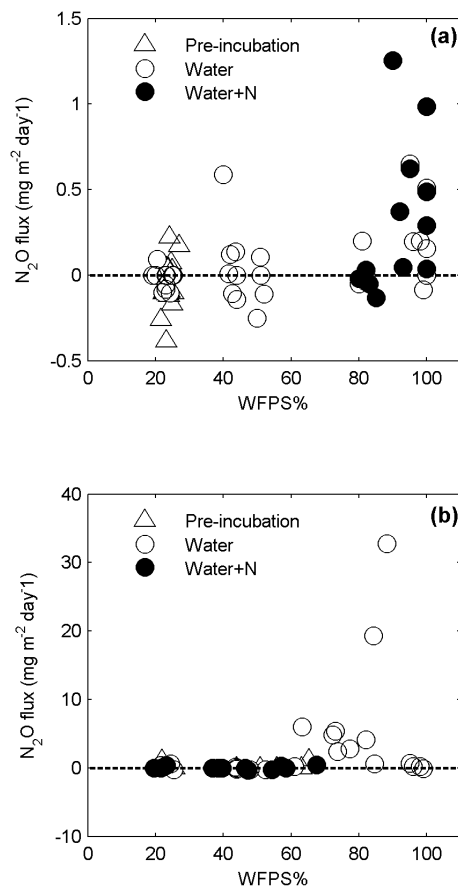 (a)
Pre-incubation
Water
Water+N
1.5
1
0.5
0
-0.5
N2O flux (mg m-2 day-1)
0 20 40 60 80 100
WFPS%
(b)
Pre-incubation
Water
Water+N
40
30
20
10
0
-10
N2O flux (mg m-2 day-1)
0 20 40 60 80 100
WFPS%